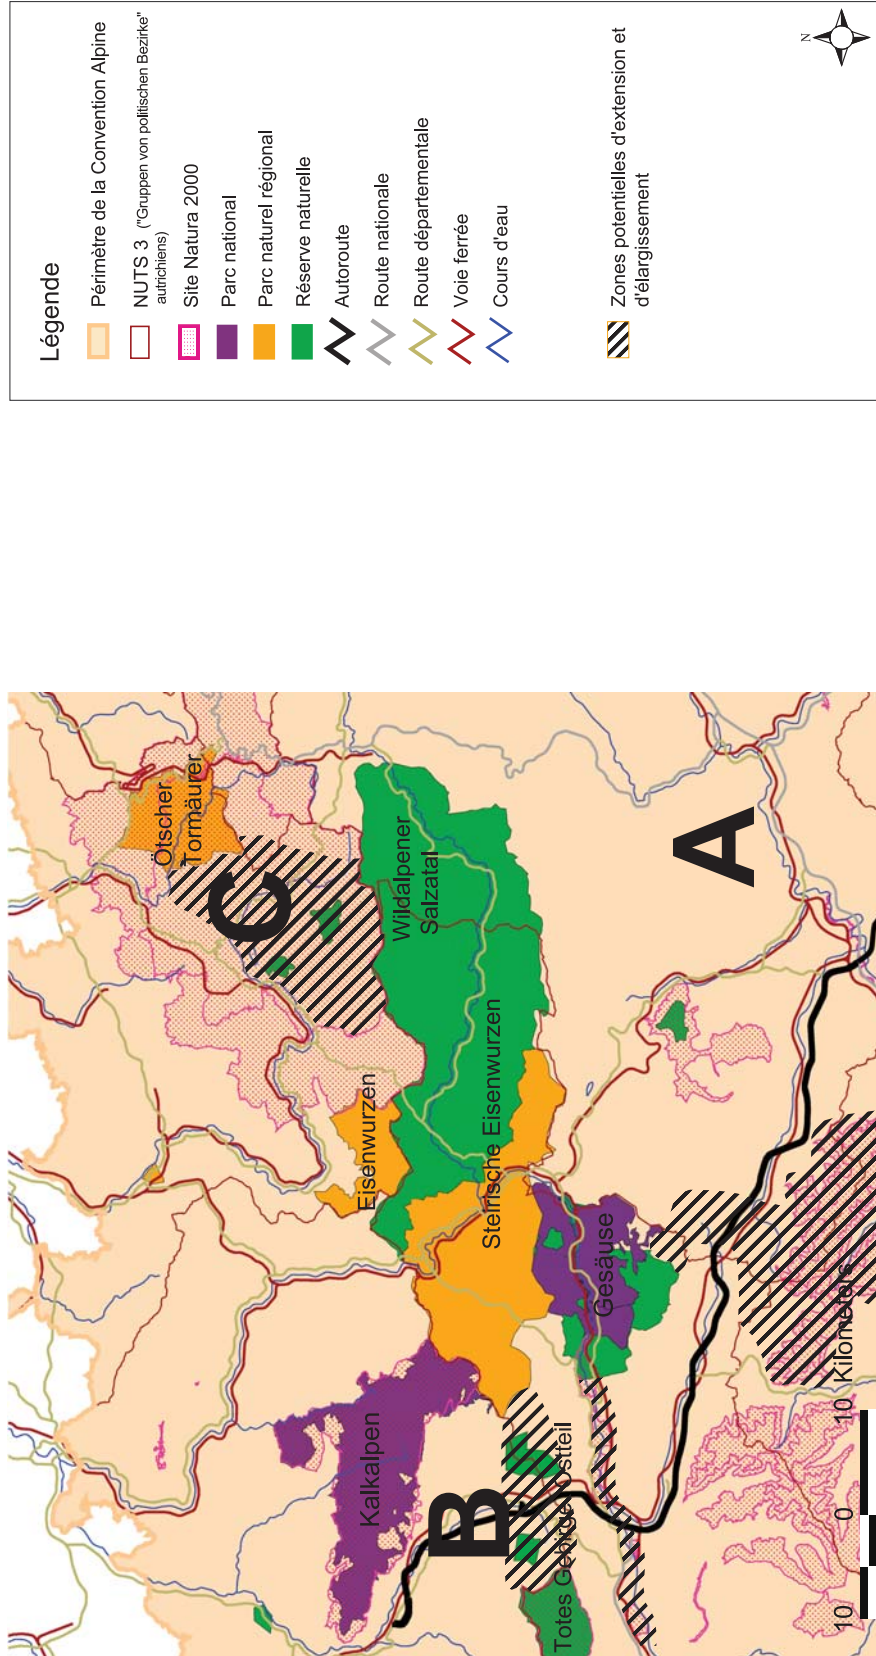 Légende
Périmètre de la Convention Alpine
NUTS 3 ("Gruppen von politischen Bezirke"
autrichiens)
Site Natura 2000
Parc national
Parc naturel régional
Réserve naturelle
Autoroute
Route nationale
Route départementale
Voie ferrée
Cours d'eau
Zones potentielles d'extension et
d'élargissement
N
Ötscher
Tormäurer
C
Wildalpener
Salzatal
A
Eisenwurzen
Steirische Eisenwurzen
Gesäuse
Kalkalpen
B
Totes Gebirge Ostteil
10 0 10 Kilometers